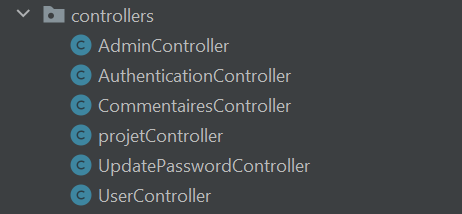 controllers
AdminController
AuthenticationController
CommentairesController
projetController
UpdatePasswordController
UserController